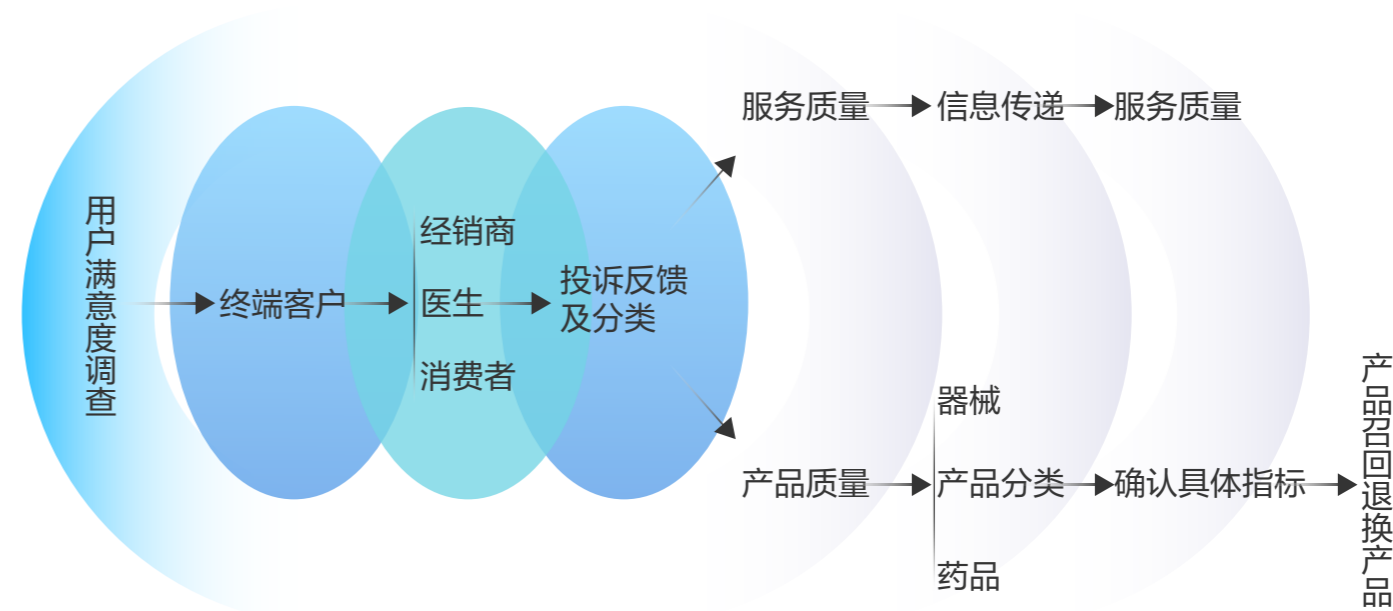 用户满意度调查
终端客户
经销商
医生
消费者
投诉反馈
及分类
服务质量
信息传递
服务质量
产品质量
器械
产品分类
药品
确认具体指标
产品召回退换产品